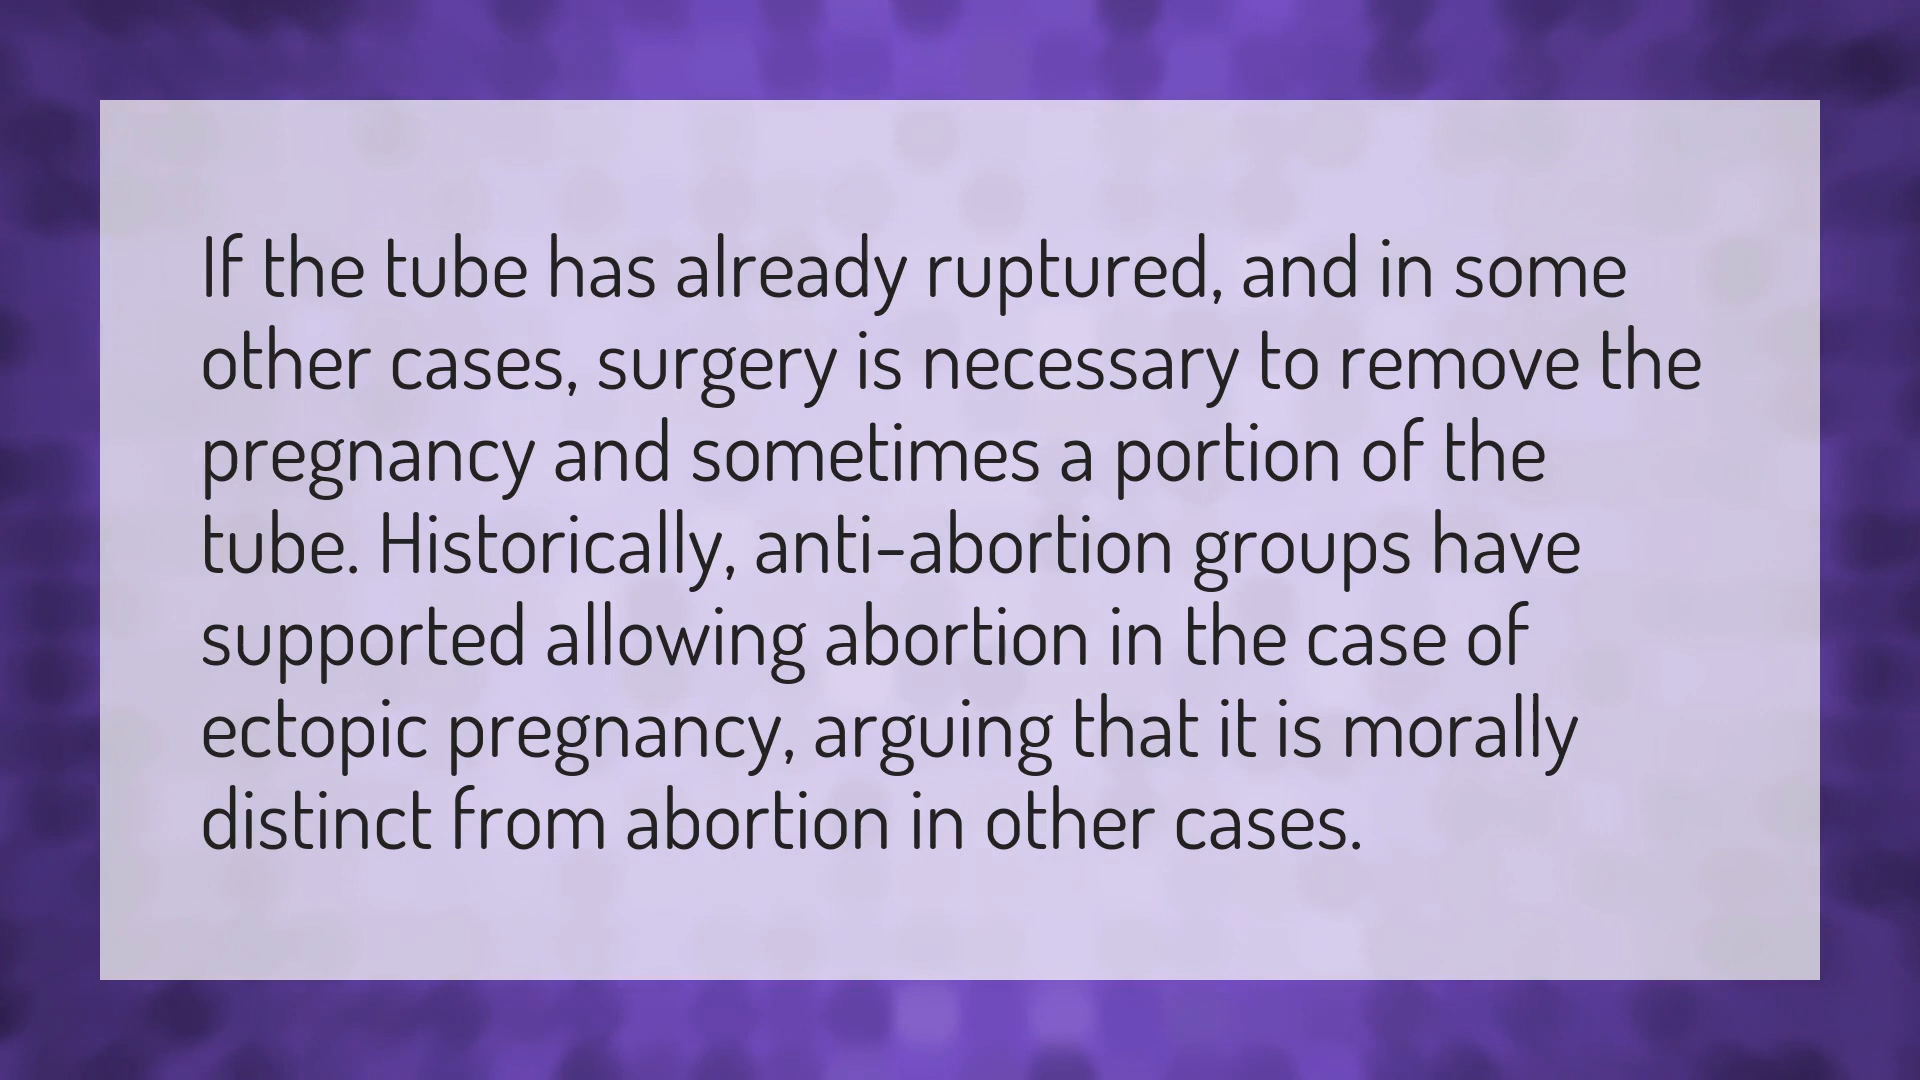 If the tube has already ruptured, and in some
other cases, surgery is necessary to remove the
pregnancy and sometimes a portion of the
tube. Historically, anti-abortion groups have
supported allowing abortion in the case of
ectopic pregnancy, arguing that it is morally
distinct from abortion in other cases.